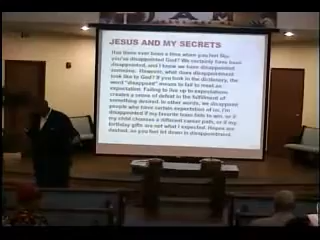 JESUS AND MY SECRETS
Has there ever been a time when you felt like
you've disappointed God? We certainly have been
disappointed, and I know we have disappointed
someone. However, what does disappointment
look like to God? If you look in the dictionary, the
word "disappoint" means to fail to meet an
expectation. Failing to live up to expectations
creates a sense of defeat in the fulfillment of
something desired. In other words, we disappoint
people who have certain expectation of us. I'm
disappointed if my favorite team fails to win, or if
my child chooses a different career path, or if my
birthday gifts are not what I expected. Hopes are
dashed, so you feel let down in disappointment.